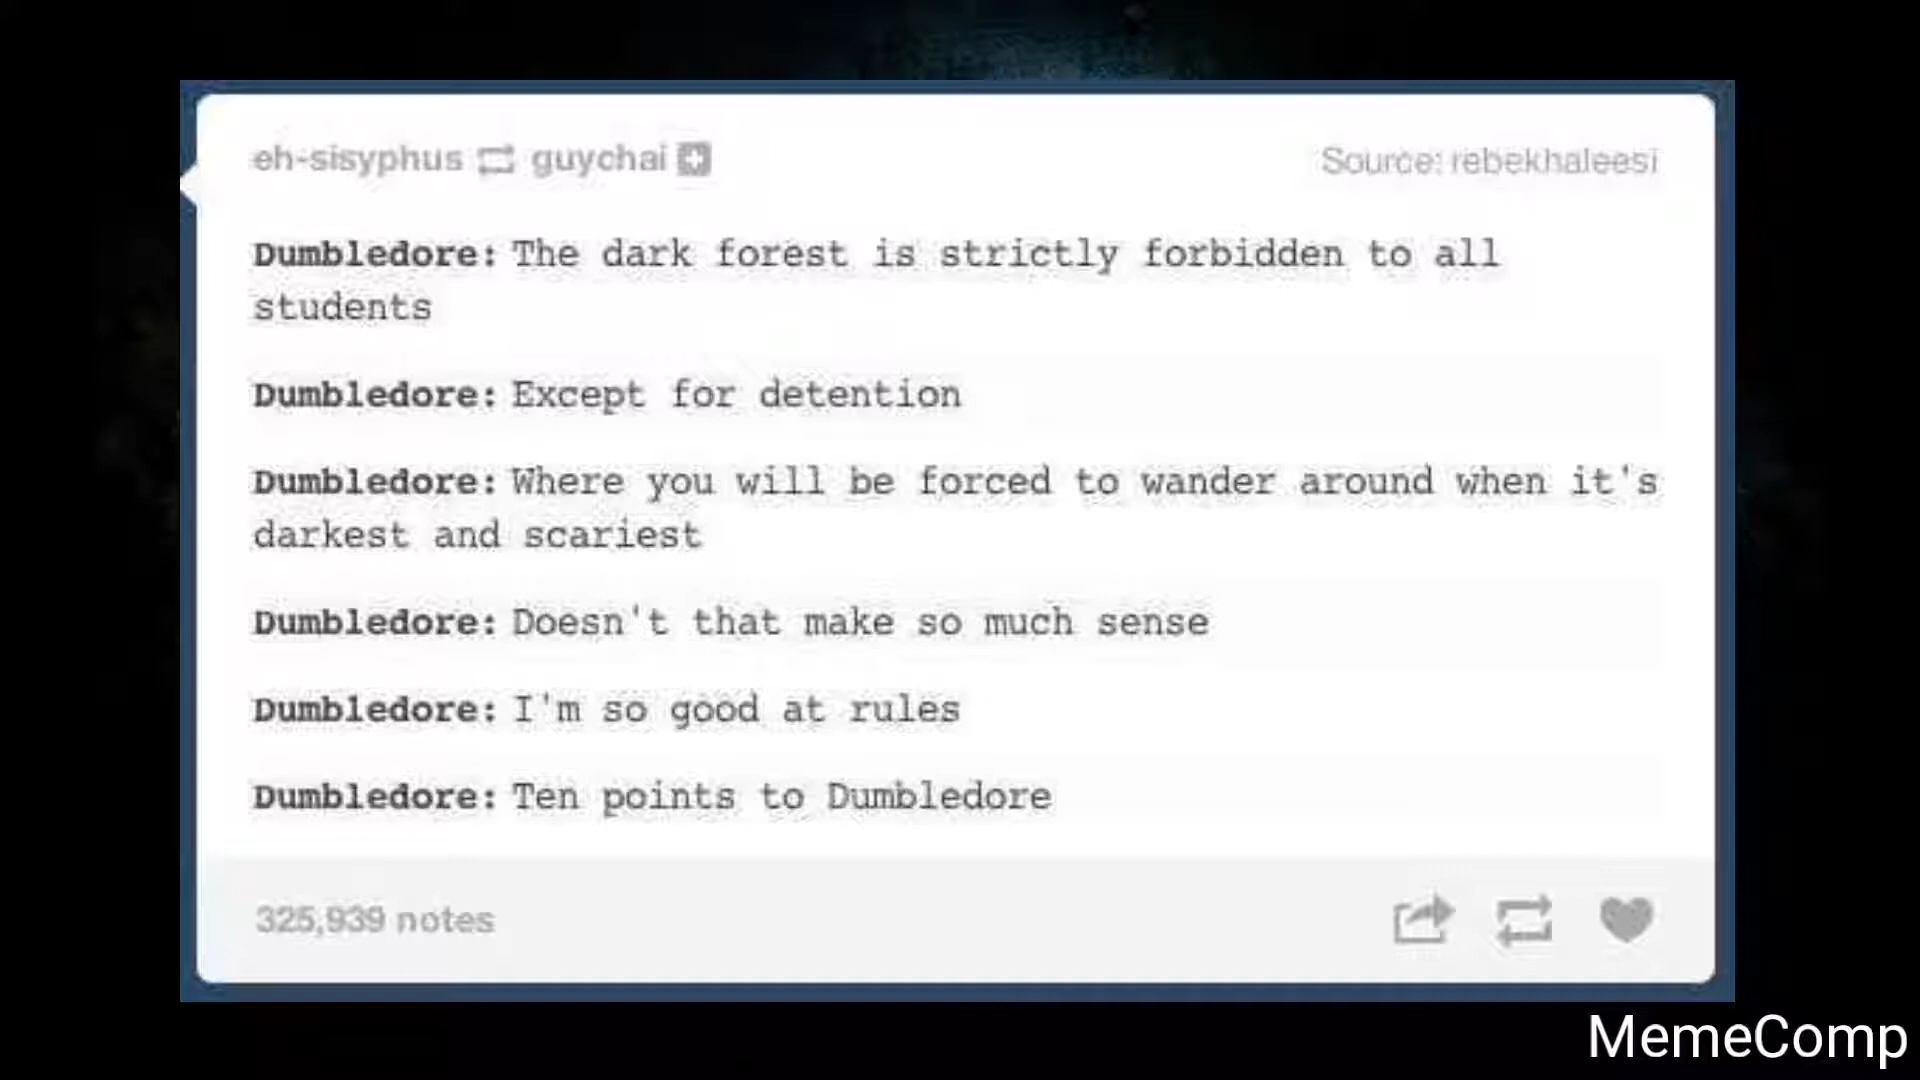 eh-sisyphus guychai
Source: rebekhaleesi
Dumbledore: The dark forest is strictly forbidden to all
students
Dumbledore: Except for detention
Dumbledore: Where you will be forced to wander around when it's
darkest and scariest
Dumbledore: Doesn't that make so much sense
Dumbledore: I'm so good at rules
Dumbledore: Ten points to Dumbledore
325,939 notes
MemeComp